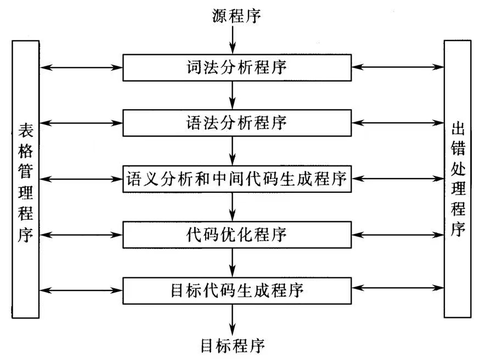 源程序
词法分析程序
语法分析程序
语义分析和中间代码生成程序
代码优化程序
目标代码生成程序
目标程序
表格管理程序
出错处理程序